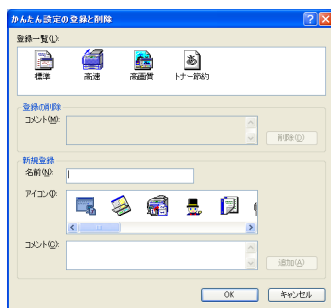 かんたん設定の登録と削除
登録一覧(L):
標準
高速
高画質
トナー節約
登録の削除
コメント(M):
削除(D)
新規登録
名前(N):
アイコン(I):
コメント(C):
追加(A)
OK
キャンセル